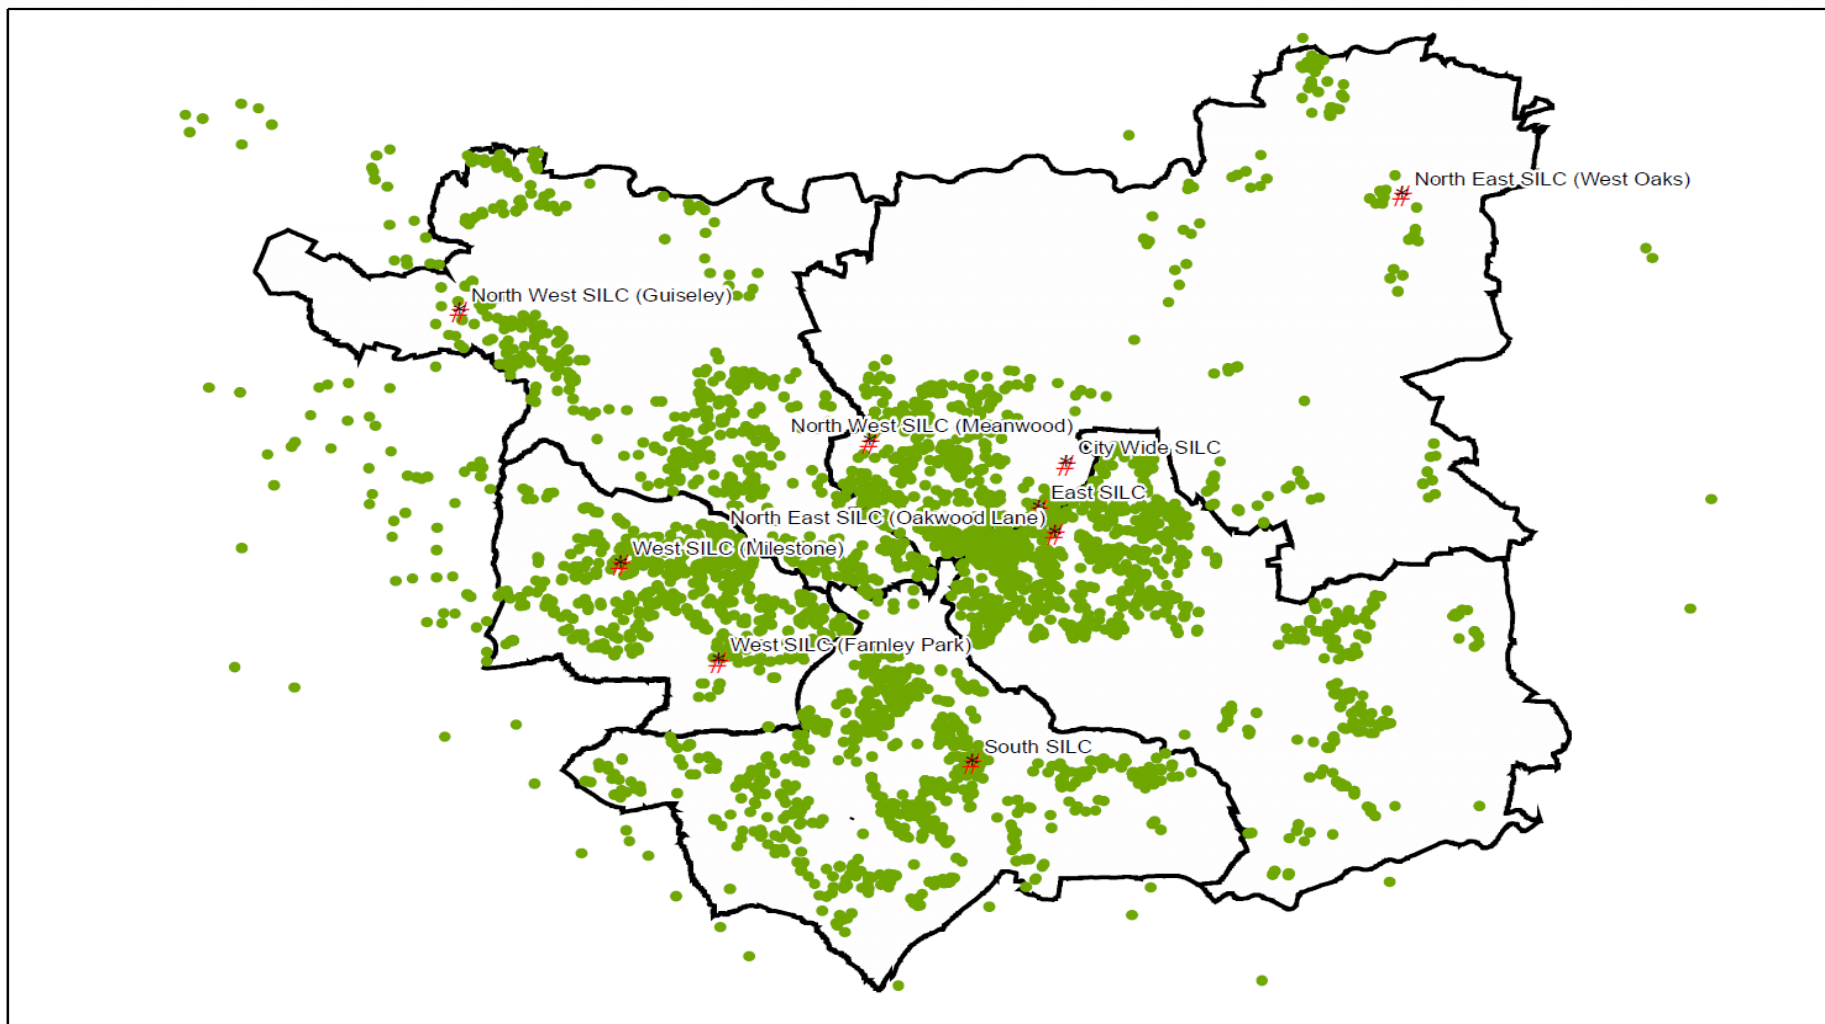 North East SILC (West Oaks)
North West SILC (Guiseley)
North West SILC (Meanwood)
City Wide SILC
East SILC
North East SILC (Oakwood Lane)
West SILC (Milestone)
West SILC (Farnley Park)
South SILC